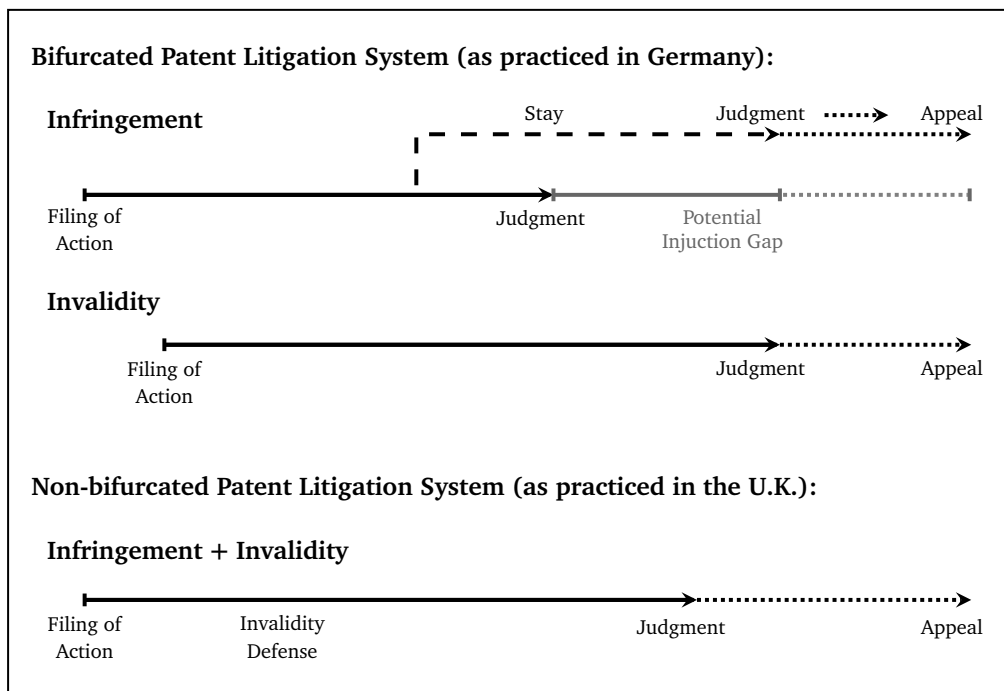 Bifurcated Patent Litigation System (as practiced in Germany):
Infringement
Stay
Judgment
Appeal
Filing of
Action
Judgment
Potential
Injuction Gap
Invalidity
Filing of
Action
Judgment
Appeal
Non-bifurcated Patent Litigation System (as practiced in the U.K.):
Infringement + Invalidity
Filing of
Action
Invalidity
Defense
Judgment
Appeal